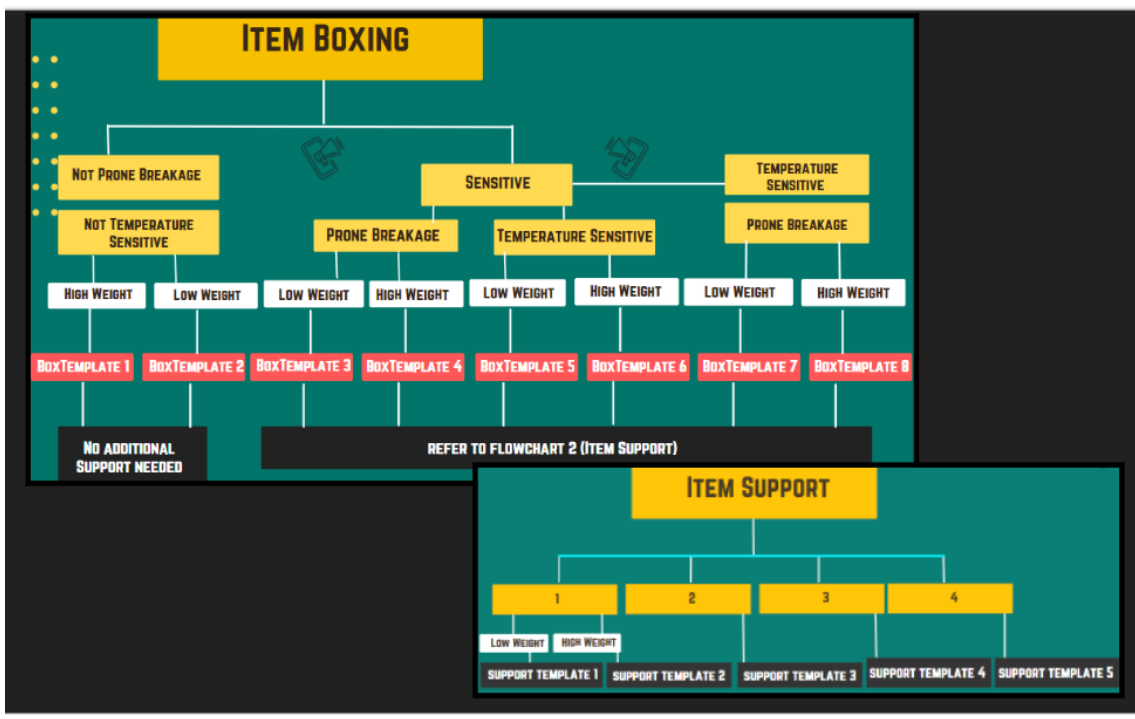 ITEM BOXING
NOT PRONE BREAKAGE
SENSITIVE
TEMPERATURE
SENSITIVE
NOT TEMPERATURE
SENSITIVE
PRONE BREAKAGE
TEMPERATURE SENSITIVE
PRONE BREAKAGE
HIGH WEIGHT
LOW WEIGHT
LOW WEIGHT
HIGH WEIGHT
LOW WEIGHT
HIGH WEIGHT
LOW WEIGHT
HIGH WEIGHT
BOXTEMPLATE 1
BOXTEMPLATE 2
BOXTEMPLATE 3
BOXTEMPLATE 4
BOXTEMPLATE 5
BOXTEMPLATE 6
BOXTEMPLATE 7
BOXTEMPLATE 8
NO ADDITIONAL
SUPPORT NEEDED
REFER TO FLOWCHART 2 (ITEM SUPPORT)
ITEM SUPPORT
1
2
3
4
LOW WEIGHT
HIGH WEIGHT
SUPPORT TEMPLATE 1
SUPPORT TEMPLATE 2
SUPPORT TEMPLATE 3
SUPPORT TEMPLATE 4
SUPPORT TEMPLATE 5